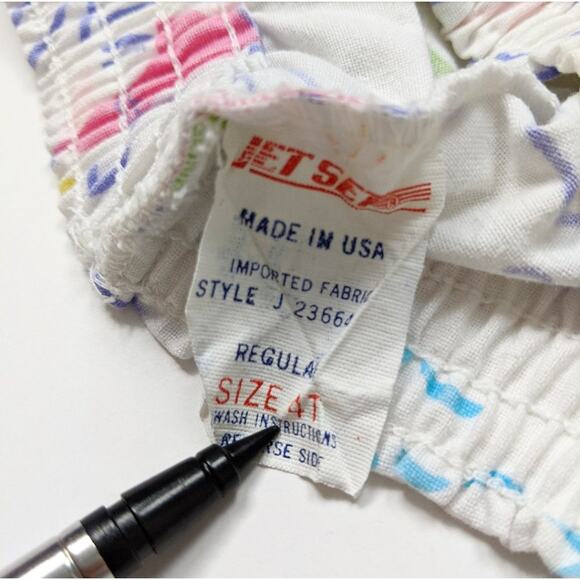 JET SET
MADE IN USA
IMPORTED FABRIC
STYLE J 23664
REGULAR
SIZE 4T
WASH INSTRUCTIONS
REVERSE SIDE